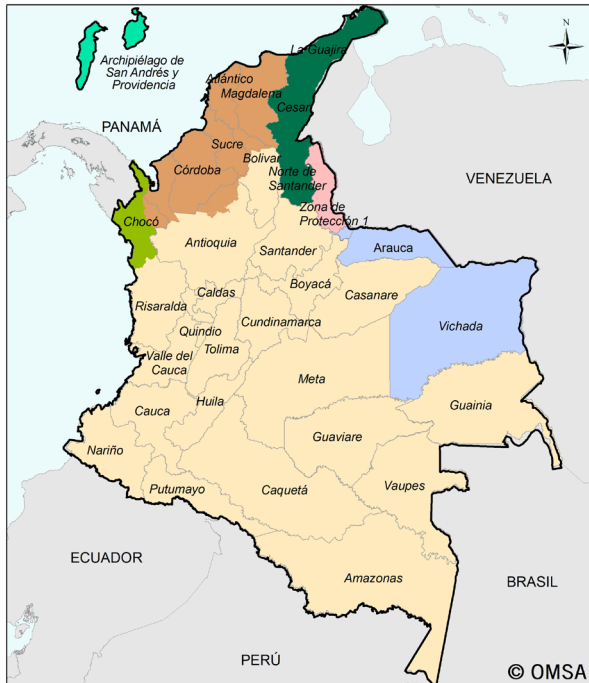 N
La Guajira
Archipiélago de
San Andrés y
Providencia
Atlántico
Magdalena
Cesar
PANAMÁ
Sucre
Bolivar
Córdoba
Norte de
Santander
VENEZUELA
Zona de
Protección 1
Chocó
Antioquia
Santander
Arauca
Boyacá
Casanare
Caldas
Risaralda
Cundinamarca
Vichada
Quindio
Tolima
Valle del
Cauca
Meta
Huila
Guainia
Cauca
Guaviare
Nariño
Putumayo
Caquetá
Vaupes
ECUADOR
Amazonas
BRASIL
PERÚ
© OMSA